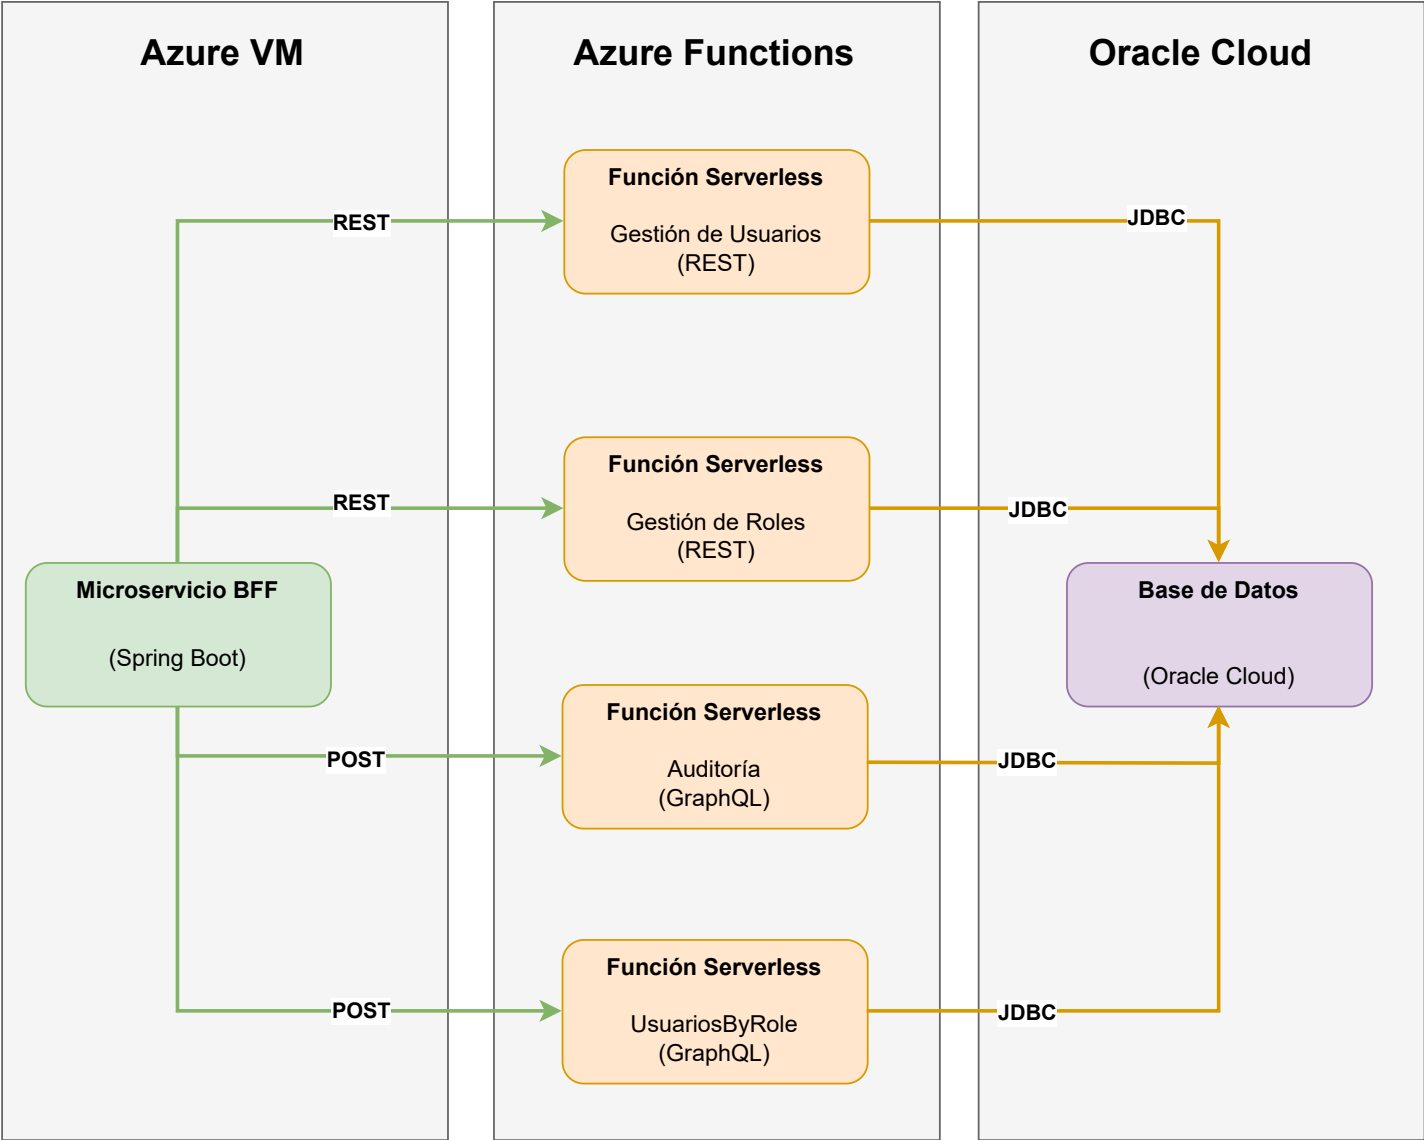 Azure VM
Azure Functions
Oracle Cloud
Función Serverless
Gestión de Usuarios
(REST)
REST
JDBC
Función Serverless
Gestión de Roles
(REST)
REST
JDBC
Microservicio BFF
(Spring Boot)
Base de Datos
(Oracle Cloud)
Función Serverless
Auditoría
(GraphQL)
POST
JDBC
Función Serverless
UsuariosByRole
(GraphQL)
POST
JDBC